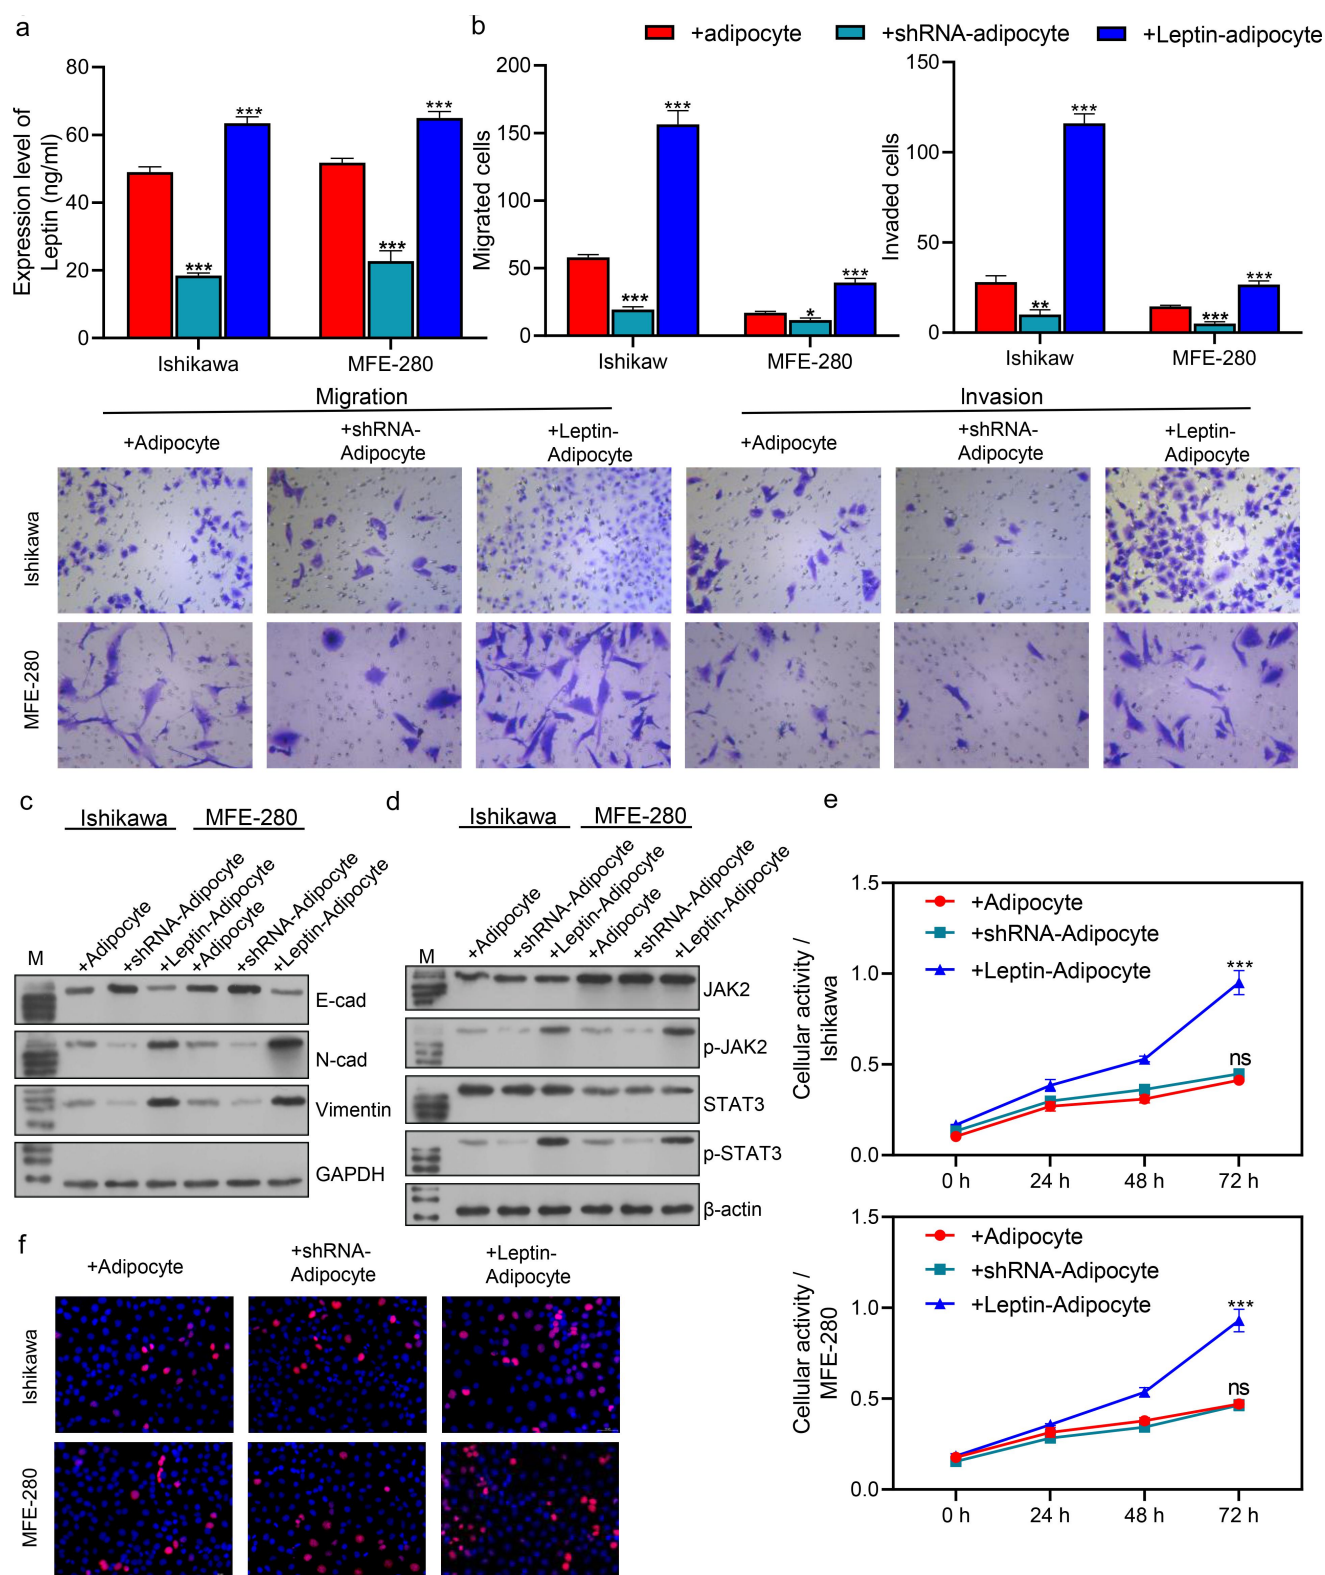 a
80
60
40
20
0
Expression level of
Leptin (ng/ml)
***
***
***
***
Ishikawa
MFE-280
b
+adipocyte
+shRNA-adipocyte
+Leptin-adipocyte
200
150
100
50
0
Migrated cells
***
***
*
***
Ishikaw
MFE-280
150
100
50
0
Invaded cells
**
***
***
***
Ishikaw
MFE-280
Migration
Invasion
+Adipocyte
+shRNA-
Adipocyte
+Leptin-
Adipocyte
+Adipocyte
+shRNA-
Adipocyte
+Leptin-
Adipocyte
Ishikawa
MFE-280
c
Ishikawa
MFE-280
M
+Adipocyte
+shRNA-Adipocyte
+Leptin-Adipocyte
+Adipocyte
+shRNA-Adipocyte
+Leptin-Adipocyte
E-cad
N-cad
Vimentin
GAPDH
d
Ishikawa
MFE-280
M
+Adipocyte
+shRNA-Adipocyte
+Leptin-Adipocyte
+Adipocyte
+shRNA-Adipocyte
+Leptin-Adipocyte
JAK2
p-JAK2
STAT3
p-STAT3
β-actin
e
1.5
1.0
0.5
0.0
Cellular activity /
Ishikawa
+Adipocyte
+shRNA-Adipocyte
+Leptin-Adipocyte
***
ns
0 h
24 h
48 h
72 h
1.5
1.0
0.5
0.0
Cellular activity /
MFE-280
+Adipocyte
+shRNA-Adipocyte
+Leptin-Adipocyte
***
ns
0 h
24 h
48 h
72 h
f
+Adipocyte
+shRNA-
Adipocyte
+Leptin-
Adipocyte
Ishikawa
MFE-280